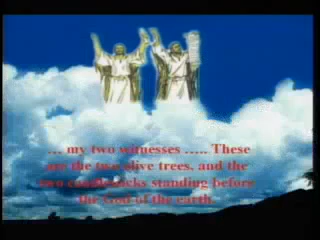 … my two witnesses ….. These
are the two olive trees, and the
two candlesticks standing before
the God of the earth.